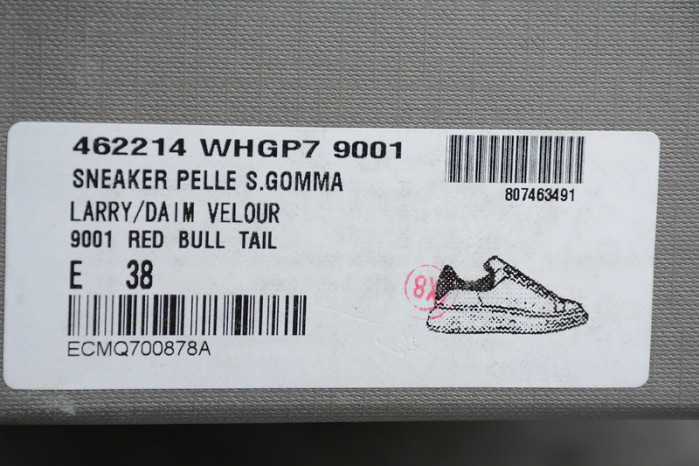 462214 WHGP7 9001
807463491
SNEAKER PELLE S.GOMMA
LARRY/DAIM VELOUR
9001 RED BULL TAIL
E 38
ECMQ700878A